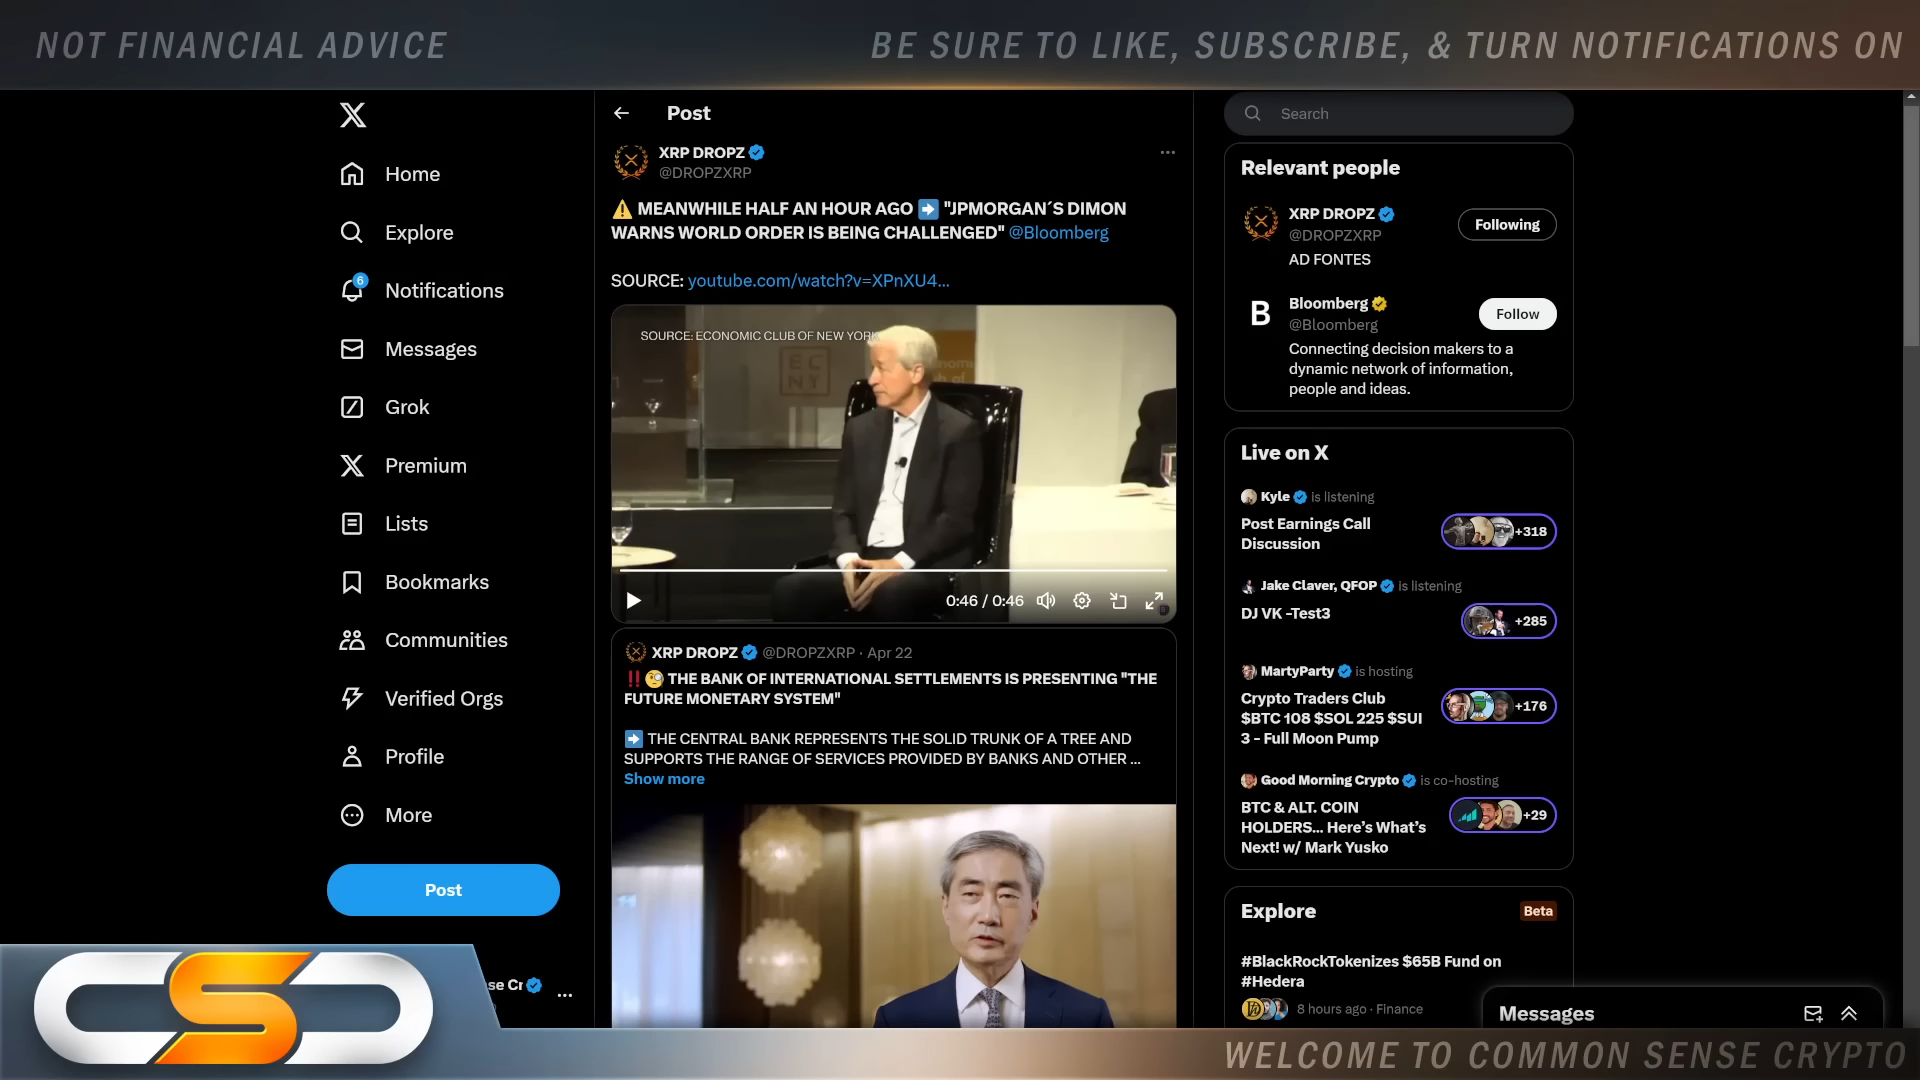 NOT FINANCIAL ADVICE
BE SURE TO LIKE, SUBSCRIBE, & TURN NOTIFICATIONS ON
Home
Explore
6
Notifications
Messages
Grok
Premium
Lists
Bookmarks
Communities
Verified Orgs
Profile
More
Post
se Cr
Post
XRP DROPZ
@DROPZXRP
⚠️ MEANWHILE HALF AN HOUR AGO ➡️ "JPMORGAN´S DIMON
WARNS WORLD ORDER IS BEING CHALLENGED" @Bloomberg
SOURCE: youtube.com/watch?v=XPnXU4...
SOURCE: ECONOMIC CLUB OF NEW YORK
EC
NY
0:46 / 0:46
XRP DROPZ @DROPZXRP · Apr 22
‼️🧐 THE BANK OF INTERNATIONAL SETTLEMENTS IS PRESENTING "THE
FUTURE MONETARY SYSTEM"
➡️ THE CENTRAL BANK REPRESENTS THE SOLID TRUNK OF A TREE AND
SUPPORTS THE RANGE OF SERVICES PROVIDED BY BANKS AND OTHER ...
Show more
Search
Relevant people
XRP DROPZ
@DROPZXRP
Following
AD FONTES
B
Bloomberg
@Bloomberg
Follow
Connecting decision makers to a
dynamic network of information,
people and ideas.
Live on X
Kyle is listening
Post Earnings Call
Discussion
+318
Jake Claver, QFOP is listening
DJ VK -Test3
+285
MartyParty is hosting
Crypto Traders Club
$BTC 108 $SOL 225 $SUI
3 - Full Moon Pump
+176
Good Morning Crypto is co-hosting
BTC & ALT. COIN
HOLDERS... Here’s What’s
Next! w/ Mark Yusko
+29
Explore
Beta
#BlackRockTokenizes $65B Fund on
#Hedera
8 hours ago · Finance
Messages
CSC
WELCOME TO COMMON SENSE CRYPTO